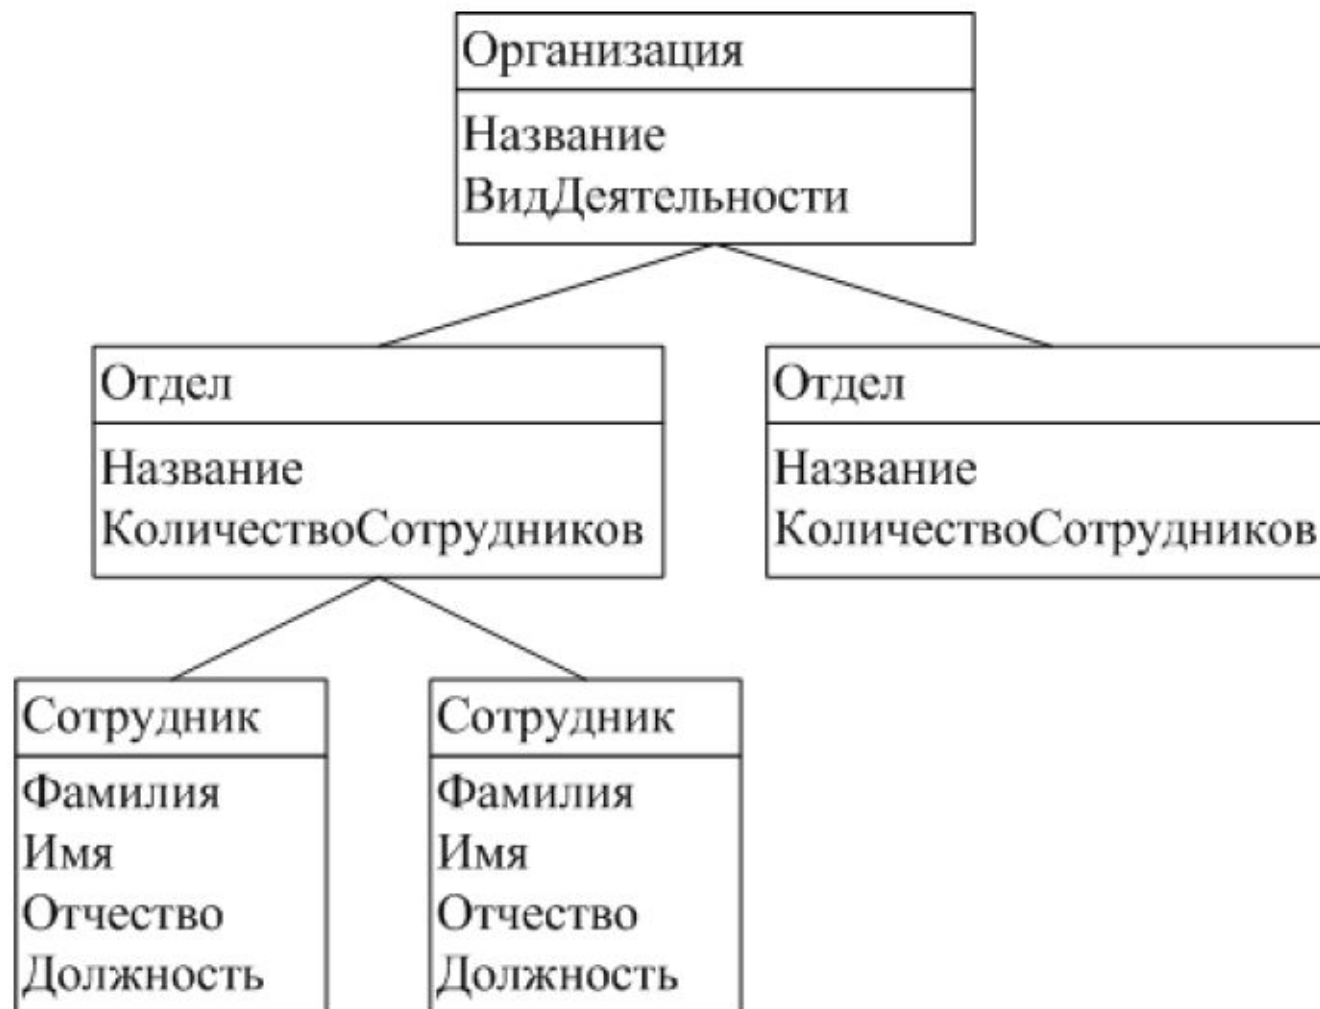 Организация
Название
ВидДеятельности
Отдел
Название
КоличествоСотрудников
Отдел
Название
КоличествоСотрудников
Сотрудник
Фамилия
Имя
Отчество
Должность
Сотрудник
Фамилия
Имя
Отчество
Должность